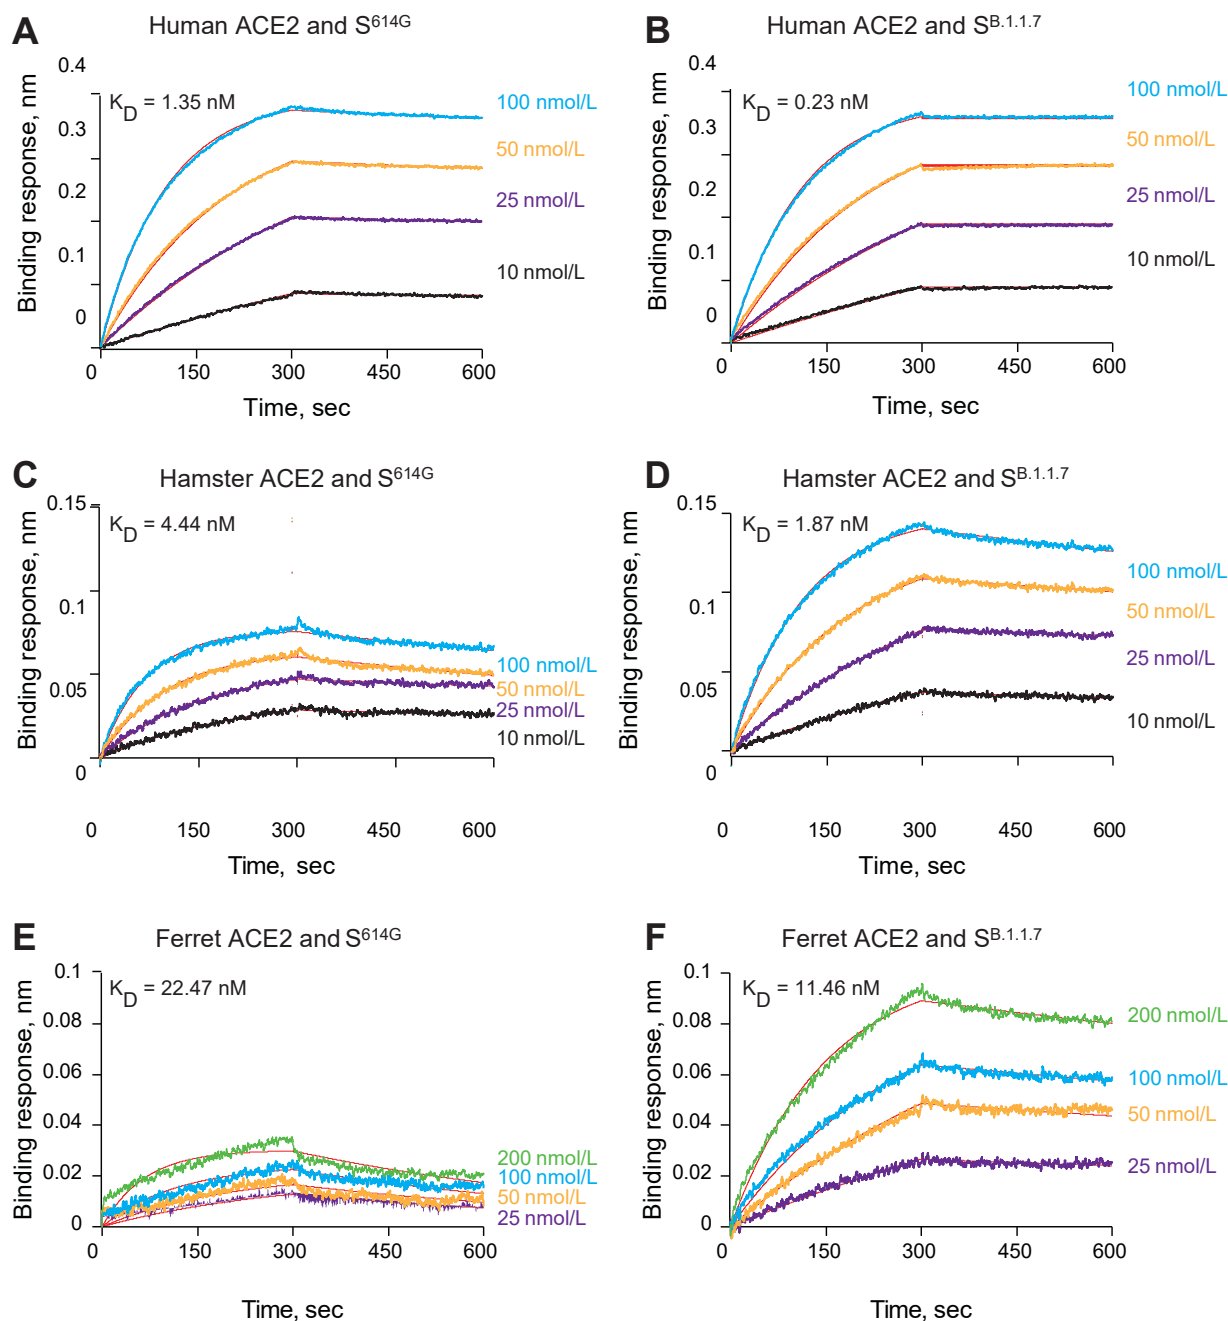 A
Human ACE2 and S614G
Binding response, nm
0.4
0.3
0.2
0.1
0
KD = 1.35 nM
100 nmol/L
50 nmol/L
25 nmol/L
10 nmol/L
0 150 300 450 600
Time, sec
B
Human ACE2 and SB.1.1.7
Binding response, nm
0.4
0.3
0.2
0.1
0
KD = 0.23 nM
100 nmol/L
50 nmol/L
25 nmol/L
10 nmol/L
0 150 300 450 600
Time, sec
C
Hamster ACE2 and S614G
Binding response, nm
0.15
0.1
0.05
0
KD = 4.44 nM
100 nmol/L
50 nmol/L
25 nmol/L
10 nmol/L
0 150 300 450 600
Time, sec
D
Hamster ACE2 and SB.1.1.7
Binding response, nm
0.15
0.1
0.05
0
KD = 1.87 nM
100 nmol/L
50 nmol/L
25 nmol/L
10 nmol/L
0 150 300 450 600
Time, sec
E
Ferret ACE2 and S614G
Binding response, nm
0.1
0.08
0.06
0.04
0.02
0
KD = 22.47 nM
200 nmol/L
100 nmol/L
50 nmol/L
25 nmol/L
0 150 300 450 600
Time, sec
F
Ferret ACE2 and SB.1.1.7
Binding response, nm
0.1
0.08
0.06
0.04
0.02
0
KD = 11.46 nM
200 nmol/L
100 nmol/L
50 nmol/L
25 nmol/L
0 150 300 450 600
Time, sec